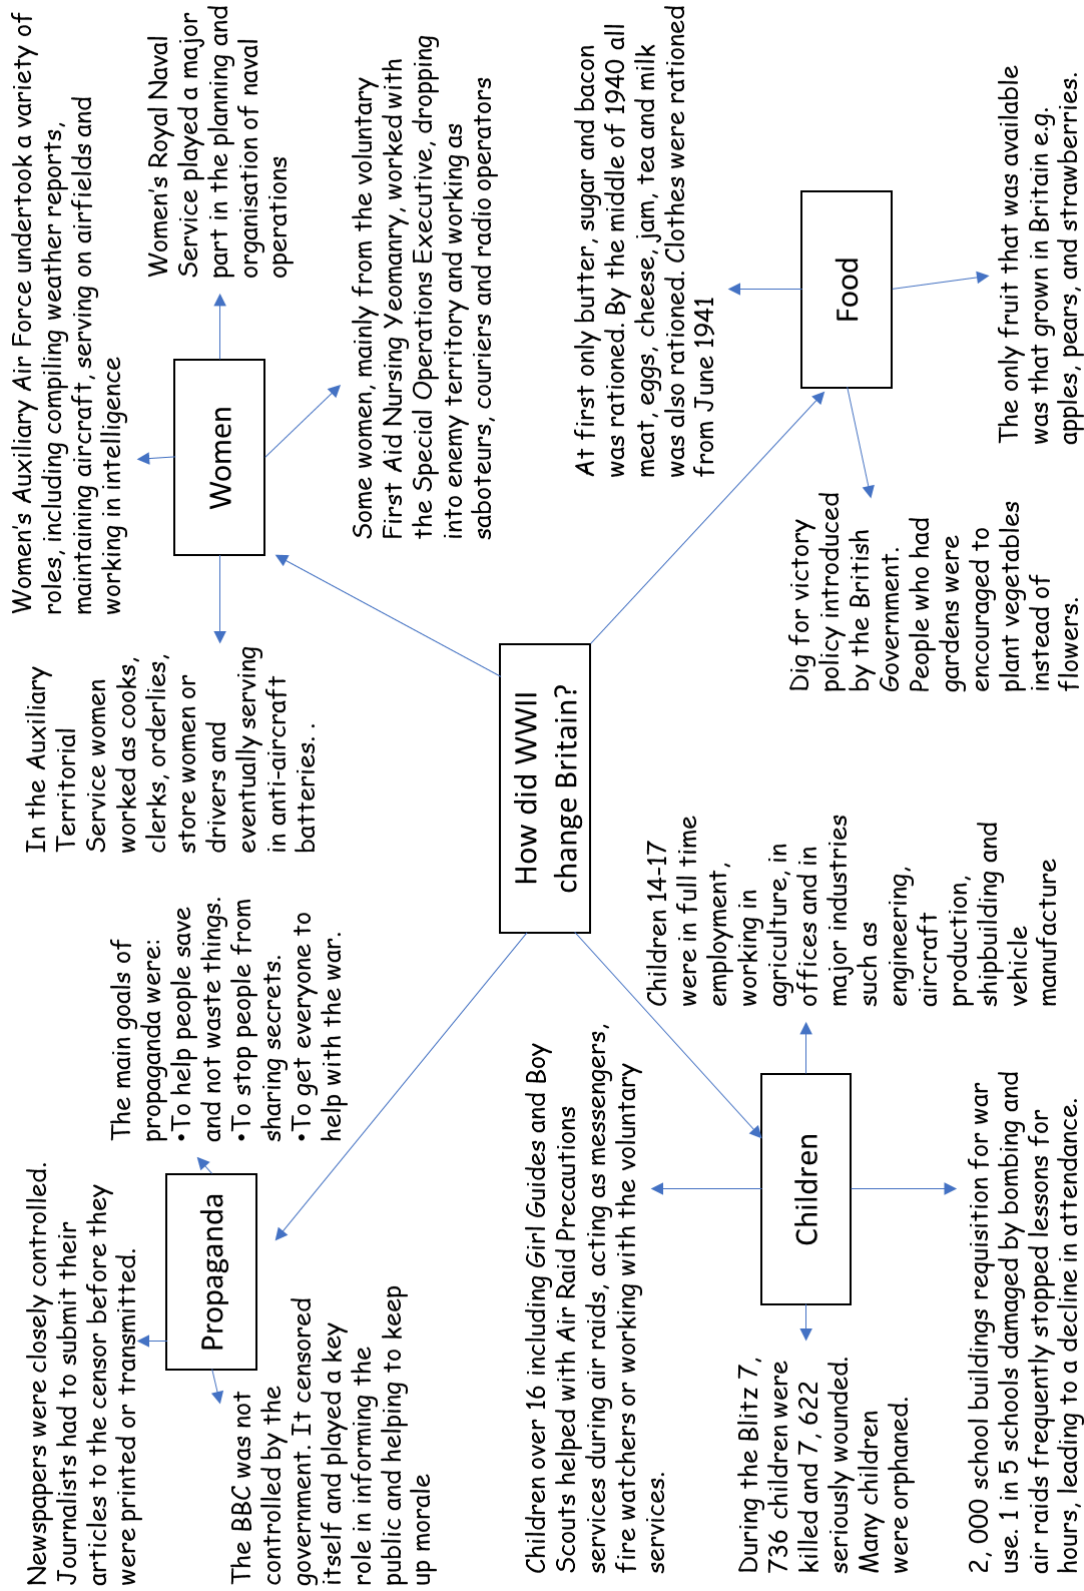 Newspapers were closely controlled.
Journalists had to submit their
articles to the censor before they
were printed or transmitted.
Propaganda
The main goals of
propaganda were:
•To help people save
and not waste things.
•To stop people from
sharing secrets.
•To get everyone to
help with the war.
The BBC was not
controlled by the
government. It censored
itself and played a key
role in informing the
public and helping to keep
up morale
In the Auxiliary
Territorial
Service women
worked as cooks,
clerks, orderlies,
store women or
drivers and
eventually serving
in anti-aircraft
batteries. .
Women's Auxiliary Air Force undertook a variety of
roles, including compiling weather reports,
maintaining aircraft, serving on airfields and
working in intelligence
Women
Women's Royal Naval
Service played a major
part in the planning and
organisation of naval
operations
Some women, mainly from the voluntary
First Aid Nursing Yeomanry, worked with
the Special Operations Executive, dropping
into enemy territory and working as
saboteurs, couriers and radio operators
How did WWII
change Britain?
Children over 16 including Girl Guides and Boy
Scouts helped with Air Raid Precautions
services during air raids, acting as messengers,
fire watchers or working with the voluntary
services.
Children 14-17
were in full time
employment,
working in
agriculture, in
offices and in
major industries
such as
engineering,
aircraft
production,
shipbuilding and
vehicle
manufacture
Children
During the Blitz 7,
736 children were
killed and 7, 622
seriously wounded.
Many children
were orphaned.
2, 000 school buildings requisition for war
use. 1 in 5 schools damaged by bombing and
air raids frequently stopped lessons for
hours, leading to a decline in attendance.
At first only butter, sugar and bacon
was rationed. By the middle of 1940 all
meat, eggs, cheese, jam, tea and milk
was also rationed. Clothes were rationed
from June 1941
Food
Dig for victory
policy introduced
by the British
Government.
People who had
gardens were
encouraged to
plant vegetables
instead of
flowers.
The only fruit that was available
was that grown in Britain e.g.
apples, pears, and strawberries.